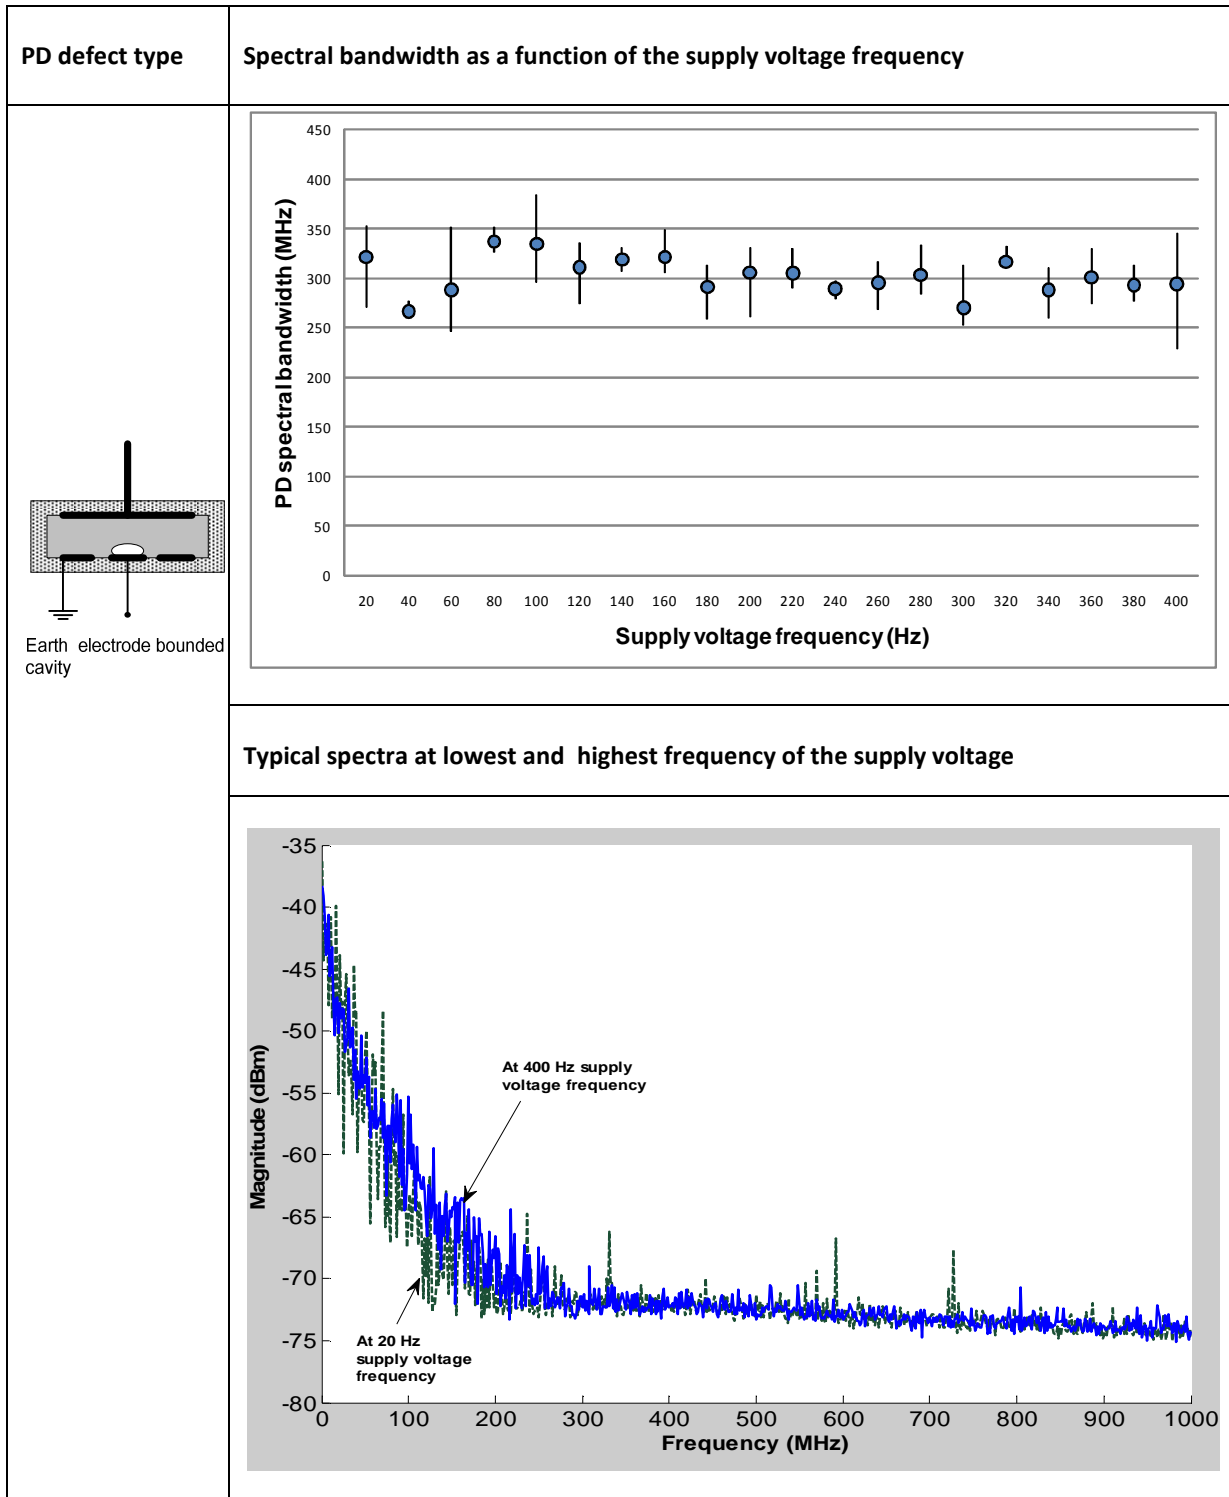 PD defect type
Spectral bandwidth as a function of the supply voltage frequency
PD spectral bandwidth (MHz)
450
400
350
300
250
200
150
100
50
0
20 40 60 80 100 120 140 160 180 200 220 240 260 280 300 320 340 360 380 400
Supply voltage frequency (Hz)
Earth electrode bounded
cavity
Typical spectra at lowest and highest frequency of the supply voltage
Magnitude (dBm)
-35
-40
-45
-50
-55
-60
-65
-70
-75
-80
At 400 Hz supply
voltage frequency
At 20 Hz
supply voltage
frequency
0 100 200 300 400 500 600 700 800 900 1000
Frequency (MHz)